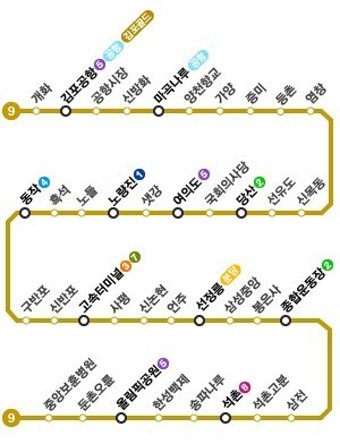 9
개화
김포공항 5 공항 김포골드
공항시장
신방화
마곡나루 공항
양천향교
가양
증미
등촌
염창
동작 4
흑석
노들
노량진 1
샛강
여의도 5
국회의사당
당산 2
선유도
신목동
구반포
신반포
고속터미널 3 7
사평
신논현
언주
선정릉 분당
삼성중앙
봉은사
종합운동장 2
9
중앙보훈병원
둔촌오륜
올림픽공원 5
한성백제
송파나루
석촌 8
석촌고분
삼전